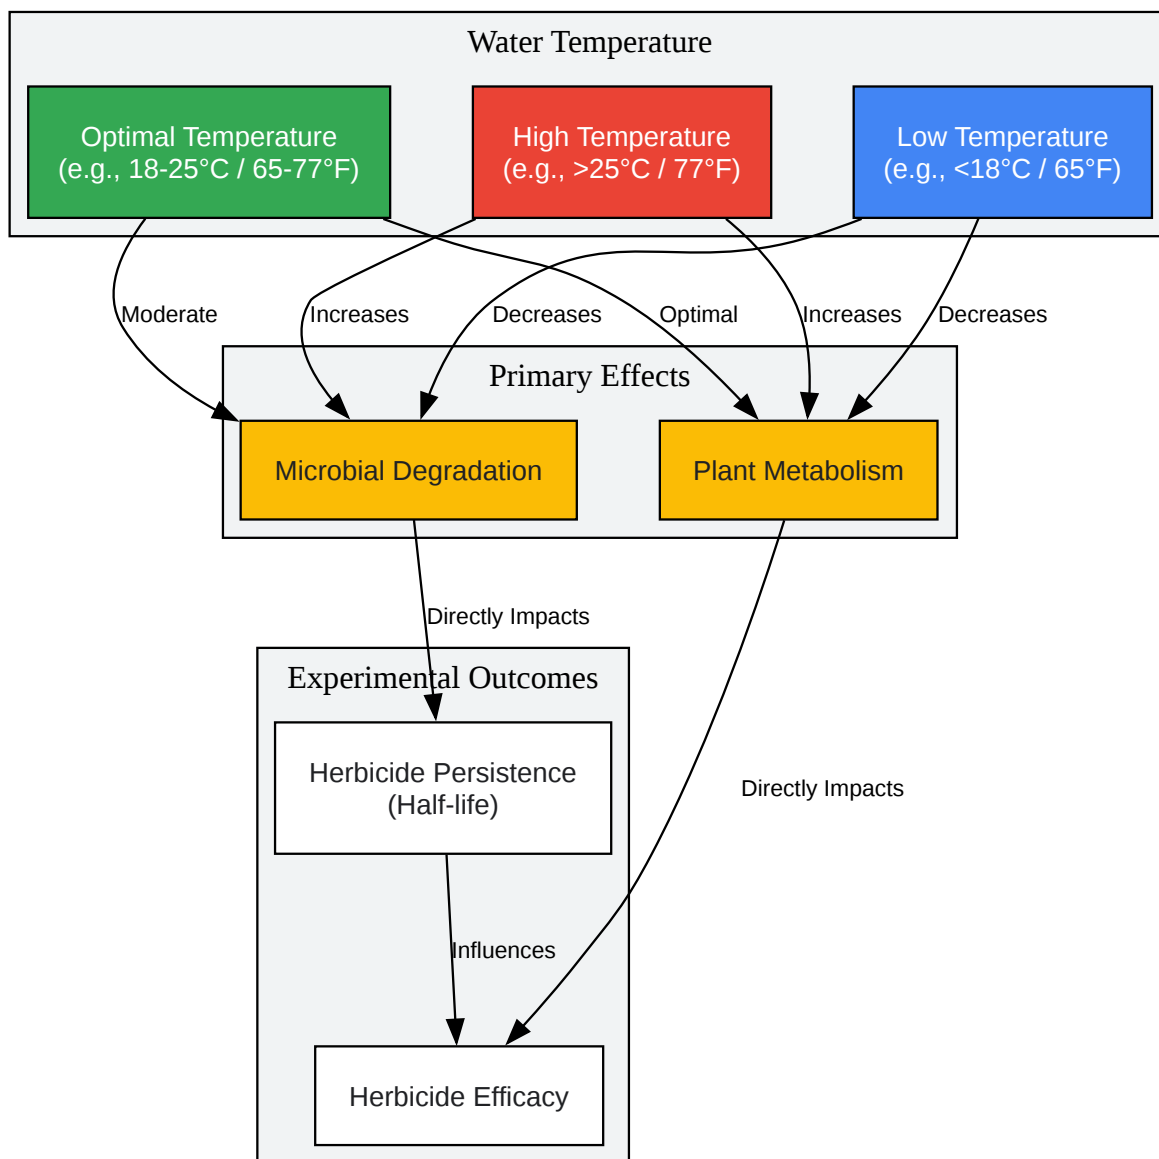 Water Temperature
Optimal Temperature
(e.g., 18-25°C / 65-77°F)
High Temperature
(e.g., >25°C / 77°F)
Low Temperature
(e.g., <18°C / 65°F)
Moderate
Increases
Decreases
Optimal
Increases
Decreases
Primary Effects
Microbial Degradation
Plant Metabolism
Directly Impacts
Experimental Outcomes
Herbicide Persistence
(Half-life)
Directly Impacts
Influences
Herbicide Efficacy